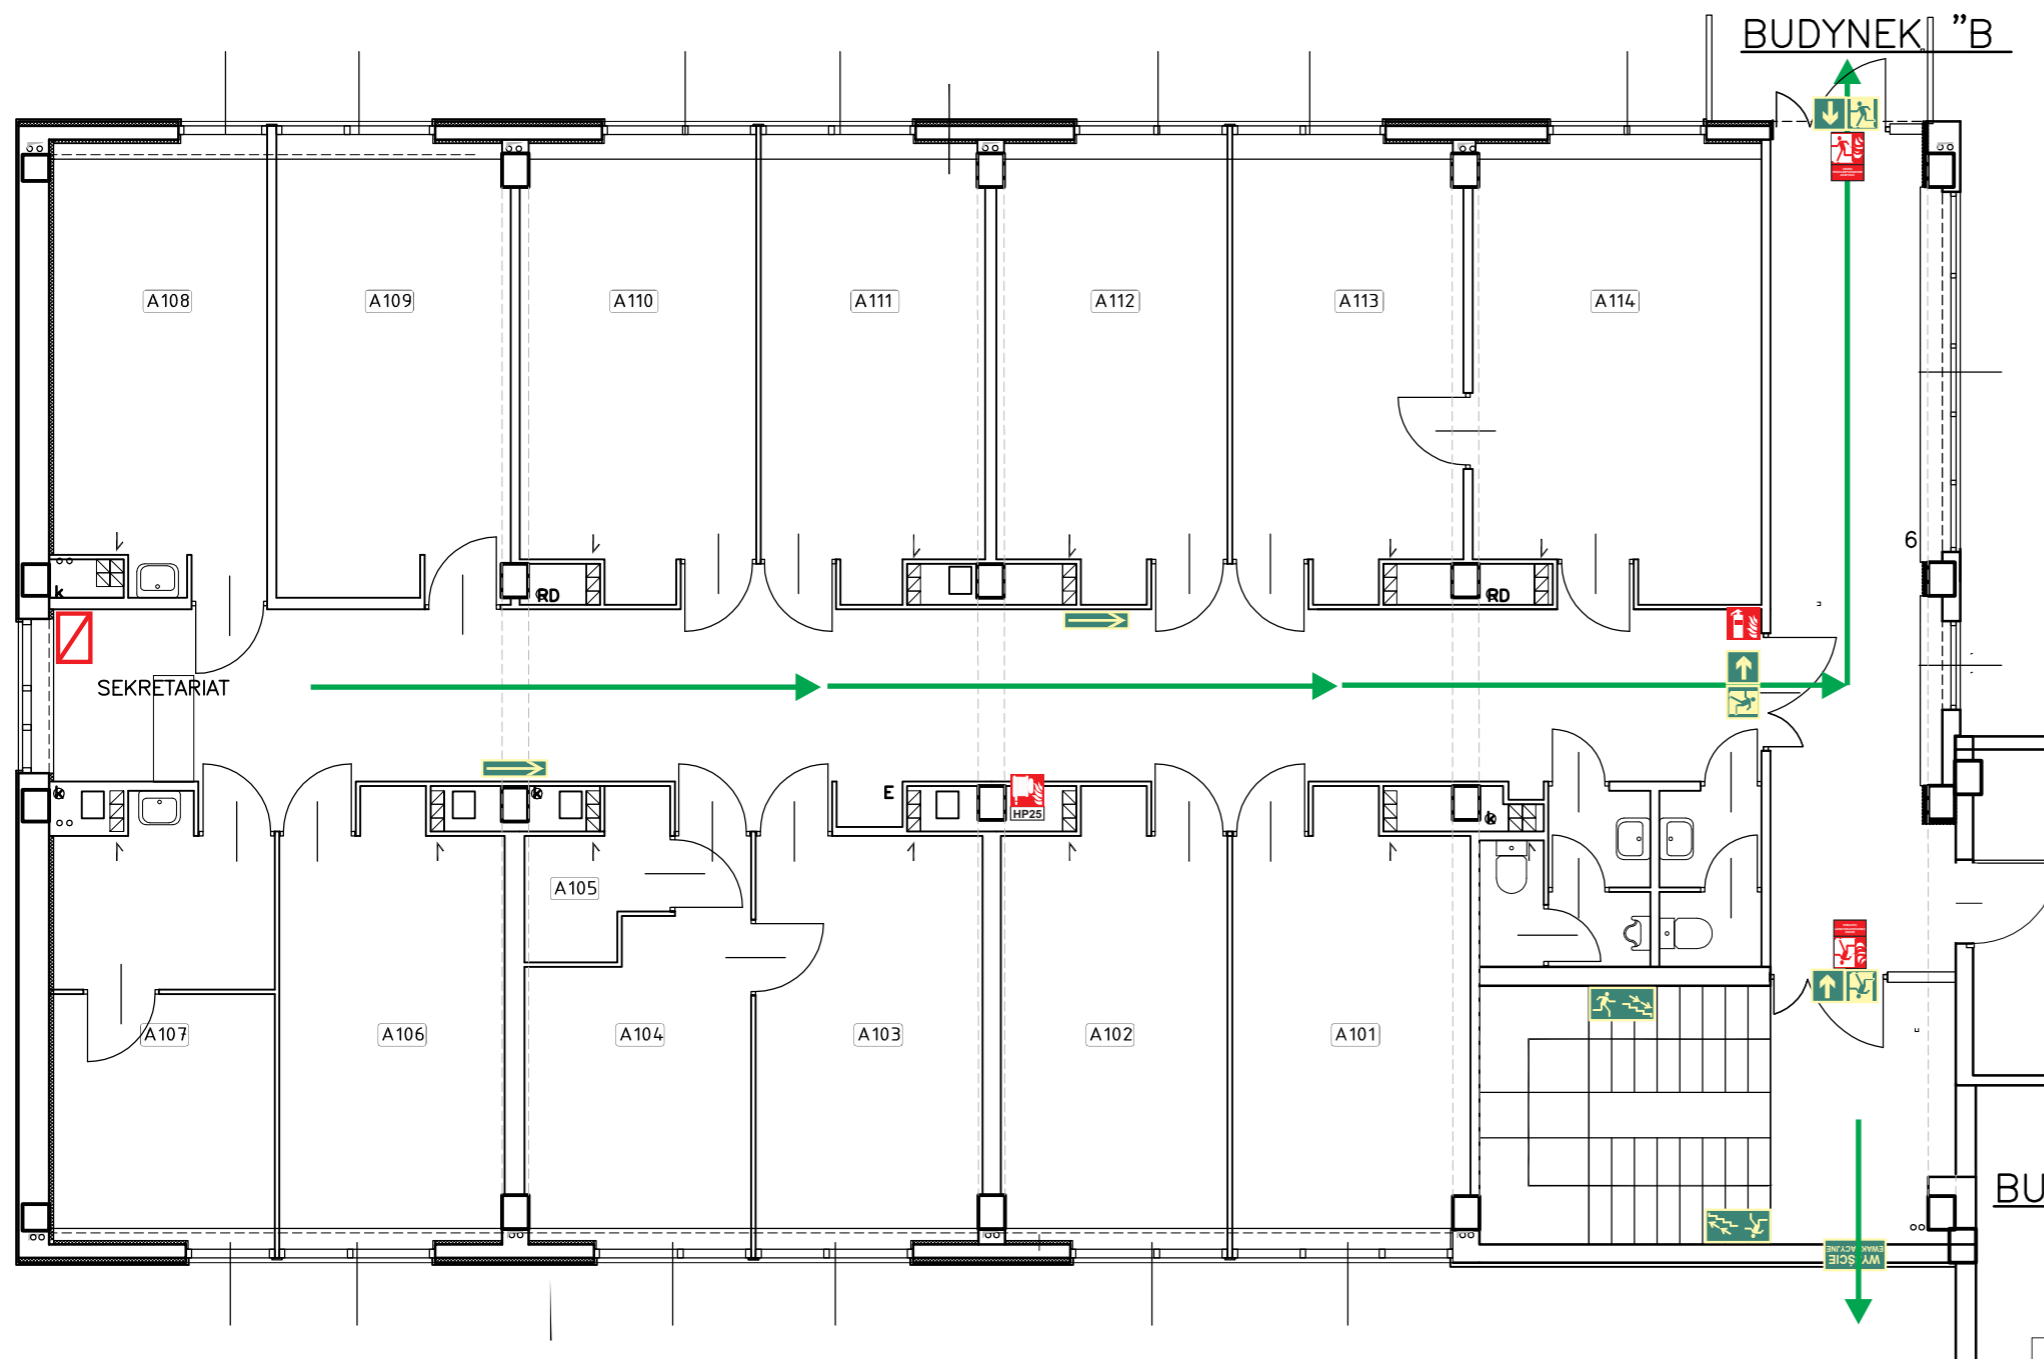 BUDYNEK "B
A108
A109
A110
A111
A112
A113
A114
6
k
RD
RD
SEKRETARIAT
k
k
E
HP25
k
A105
A107
A106
A104
A103
A102
A101
BU
WYJŚCIE
EWAKUACYJNE